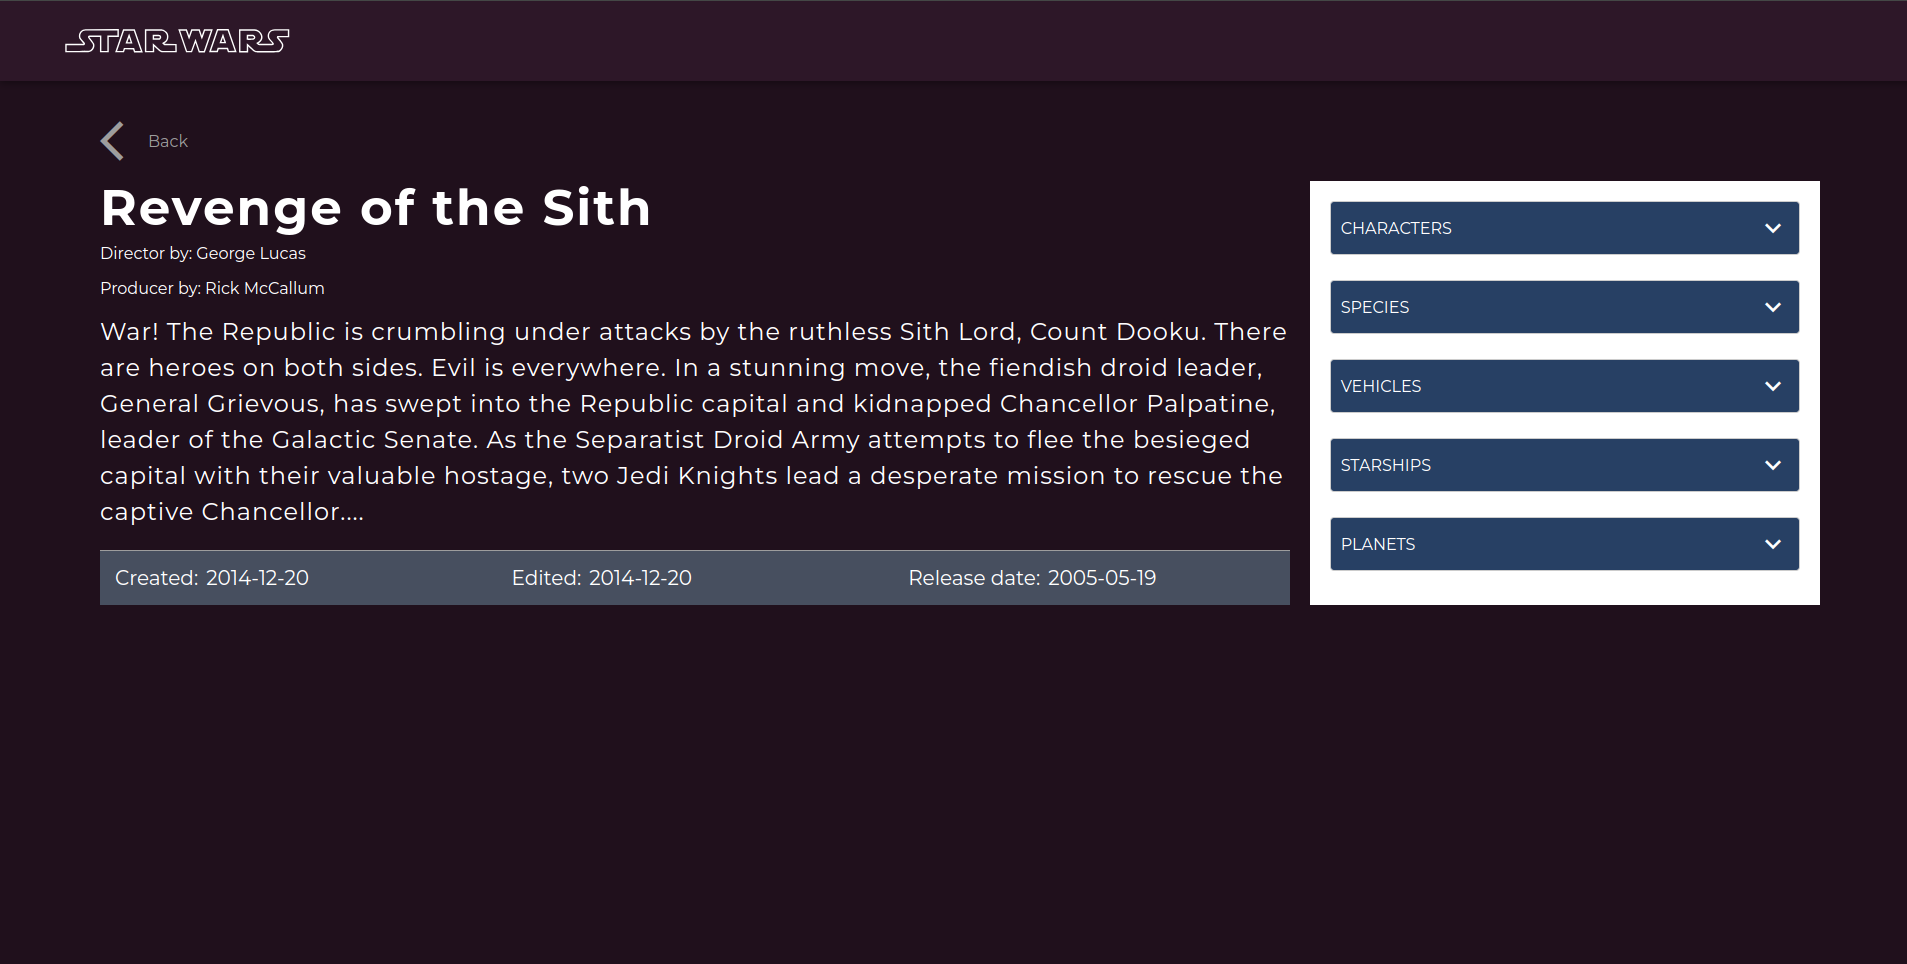 STAR WARS
Back
Revenge of the Sith
Director by: George Lucas
Producer by: Rick McCallum
War! The Republic is crumbling under attacks by the ruthless Sith Lord, Count Dooku. There
are heroes on both sides. Evil is everywhere. In a stunning move, the fiendish droid leader,
General Grievous, has swept into the Republic capital and kidnapped Chancellor Palpatine,
leader of the Galactic Senate. As the Separatist Droid Army attempts to flee the besieged
capital with their valuable hostage, two Jedi Knights lead a desperate mission to rescue the
captive Chancellor....
Created: 2014-12-20 Edited: 2014-12-20 Release date: 2005-05-19
CHARACTERS
SPECIES
VEHICLES
STARSHIPS
PLANETS